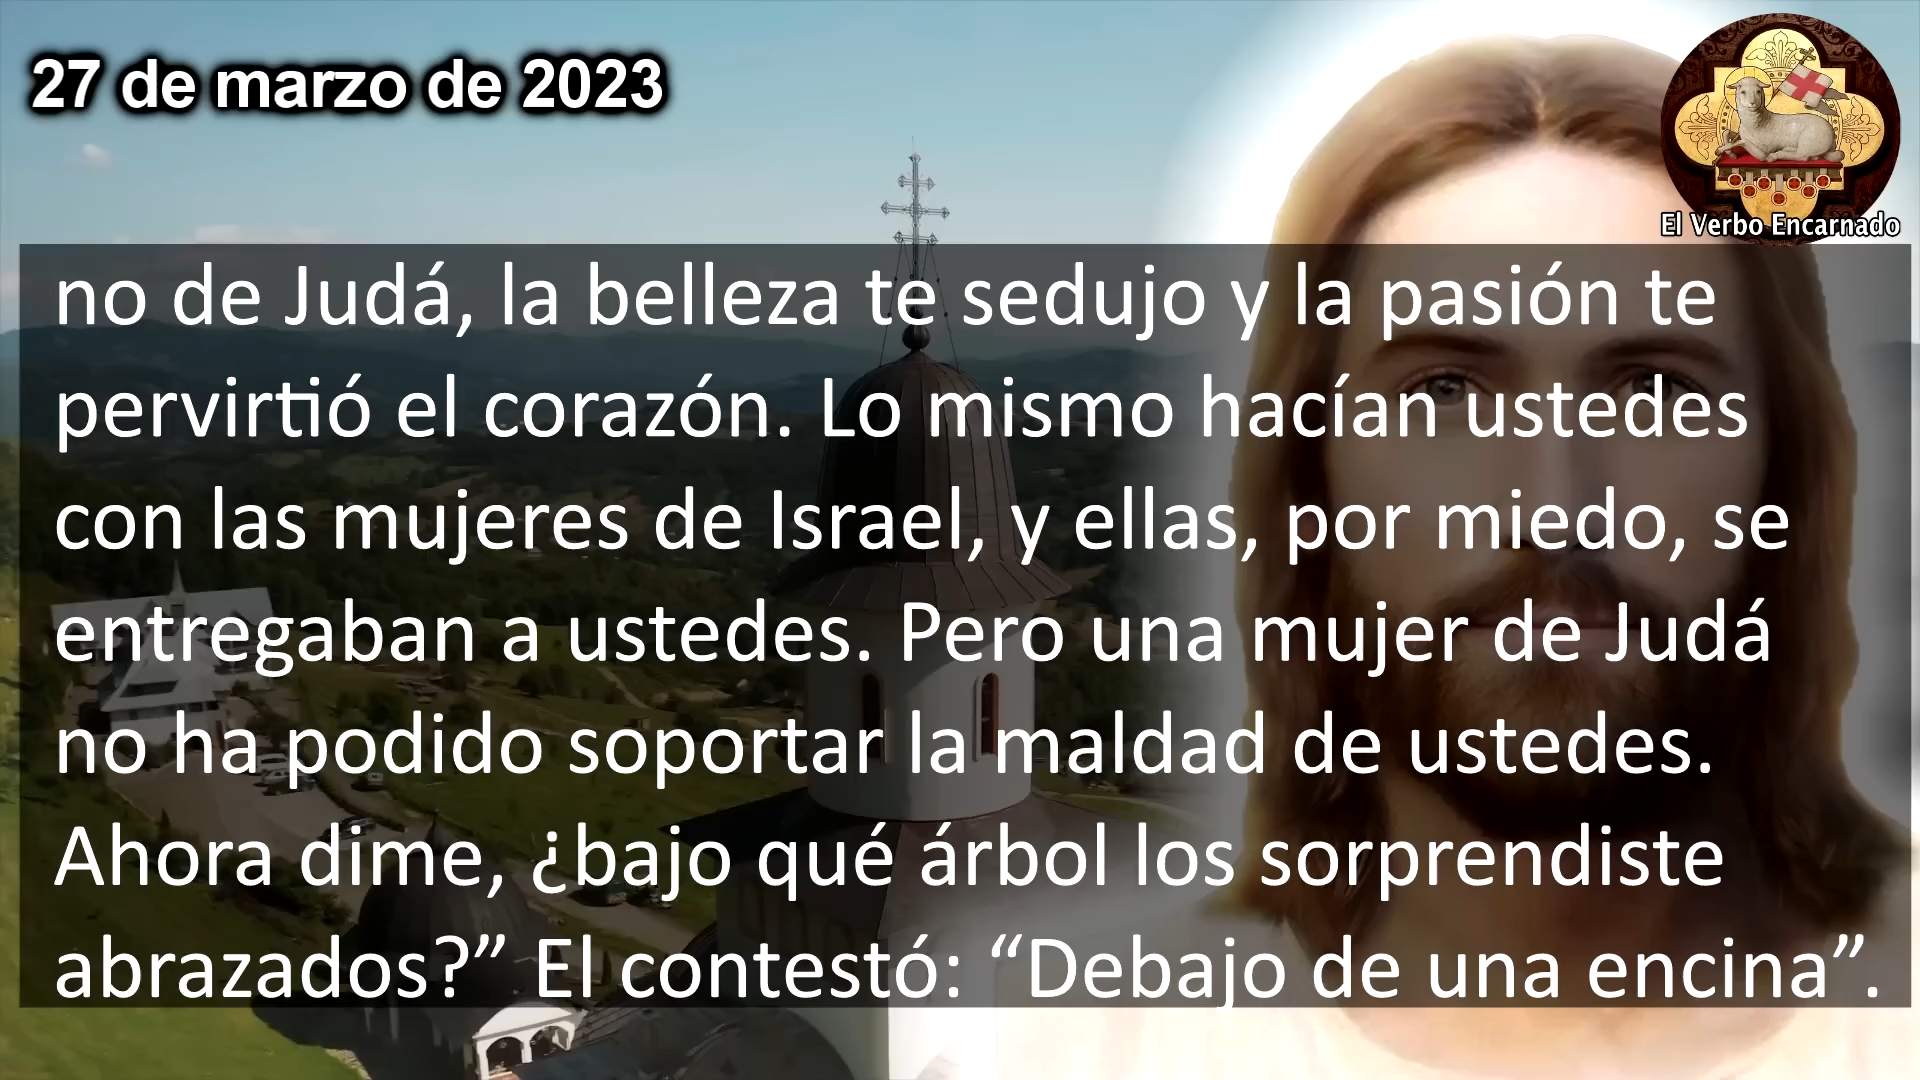 27 de marzo de 2023
El Verbo Encarnado
no de Judá, la belleza te sedujo y la pasión te
pervirtió el corazón. Lo mismo hacían ustedes
con las mujeres de Israel, y ellas, por miedo, se
entregaban a ustedes. Pero una mujer de Judá
no ha podido soportar la maldad de ustedes.
Ahora dime, ¿bajo qué árbol los sorprendiste
abrazados?” El contestó: “Debajo de una encina”.